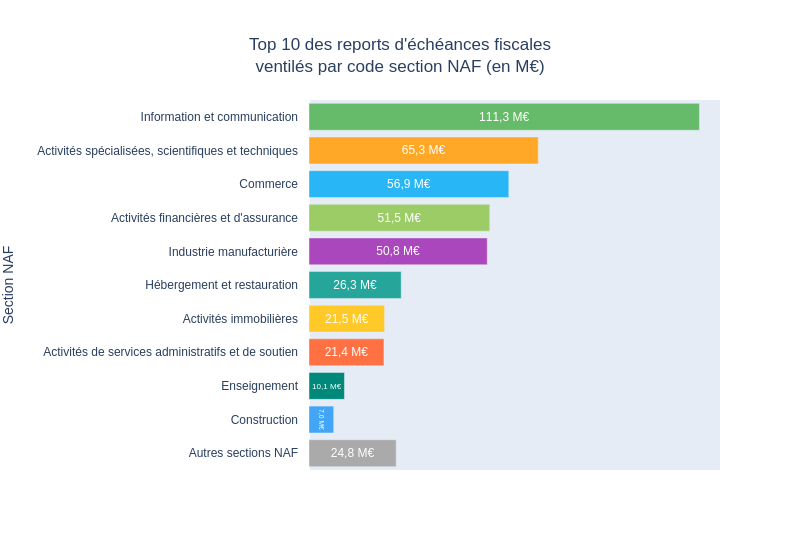 Top 10 des reports d'échéances fiscales
ventilés par code section NAF (en M€)
Section NAF
Information et communication 111,3 M€
Activités spécialisées, scientifiques et techniques 65,3 M€
Commerce 56,9 M€
Activités financières et d'assurance 51,5 M€
Industrie manufacturière 50,8 M€
Hébergement et restauration 26,3 M€
Activités immobilières 21,5 M€
Activités de services administratifs et de soutien 21,4 M€
Enseignement 10,1 M€
Construction 7,0 M€
Autres sections NAF 24,8 M€